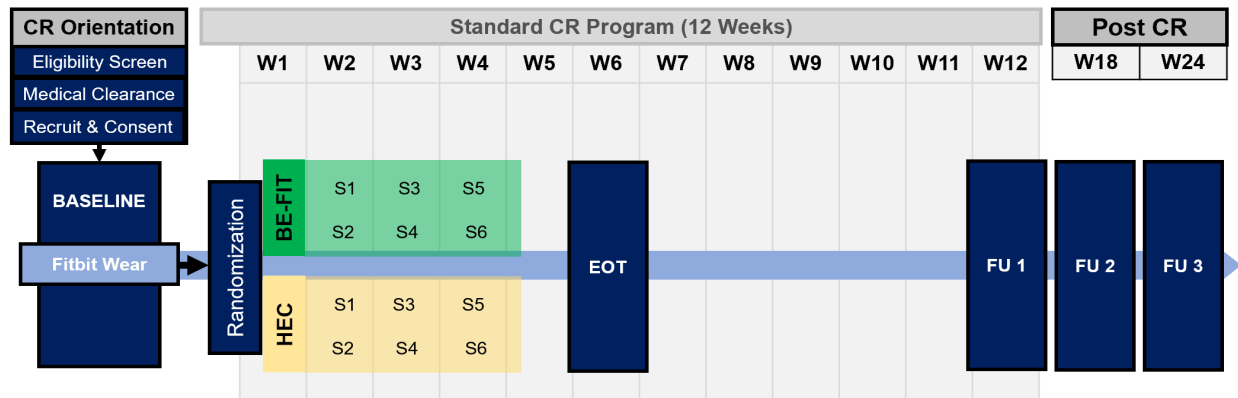 CR Orientation
Eligibility Screen
Medical Clearance
Recruit & Consent
Standard CR Program (12 Weeks)
W1 W2 W3 W4 W5 W6 W7 W8 W9 W10 W11 W12
Post CR
W18 W24
BASELINE
Fitbit Wear
Randomization
BE-FIT
S1 S3 S5
S2 S4 S6
HEC
S1 S3 S5
S2 S4 S6
EOT
FU 1
FU 2
FU 3